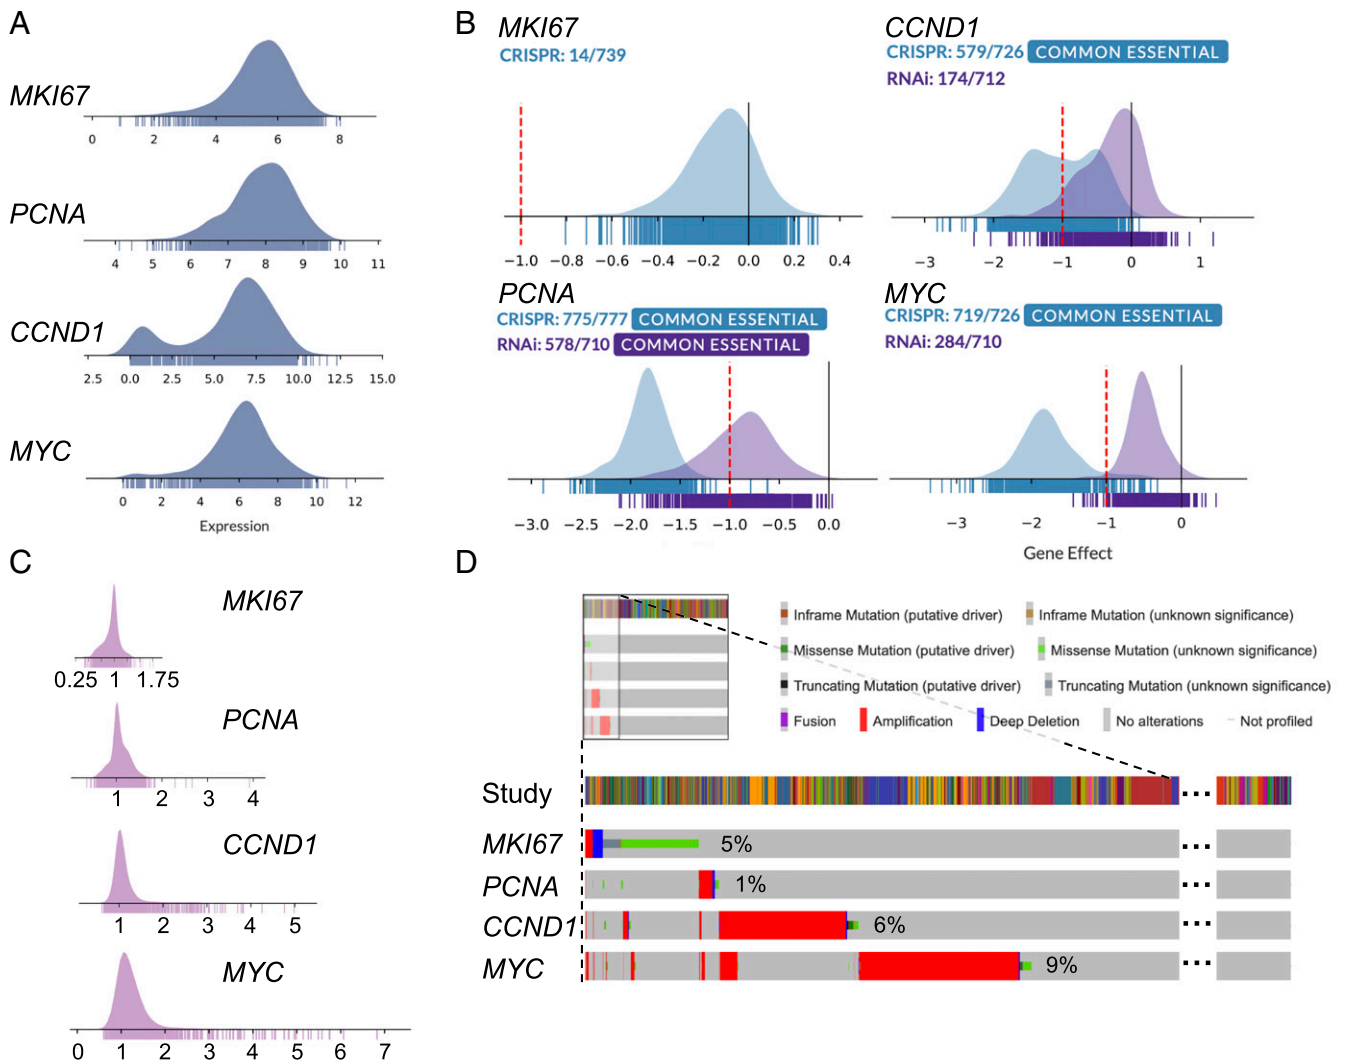 A
MKI67
0 2 4 6 8
PCNA
4 5 6 7 8 9 10 11
CCND1
2.5 0.0 2.5 5.0 7.5 10.0 12.5 15.0
MYC
0 2 4 6 8 10 12
Expression
B
MKI67
CRISPR: 14/739
−1.0 −0.8 −0.6 −0.4 −0.2 0.0 0.2 0.4
CCND1
CRISPR: 579/726 COMMON ESSENTIAL
RNAi: 174/712
−3 −2 −1 0 1
PCNA
CRISPR: 775/777 COMMON ESSENTIAL
RNAi: 578/710 COMMON ESSENTIAL
−3.0 −2.5 −2.0 −1.5 −1.0 −0.5 0.0
MYC
CRISPR: 719/726 COMMON ESSENTIAL
RNAi: 284/710
−3 −2 −1 0
Gene Effect
C
MKI67
0.25 1 1.75
PCNA
1 2 3 4
CCND1
1 2 3 4 5
MYC
0 1 2 3 4 5 6 7
D
Inframe Mutation (putative driver) Inframe Mutation (unknown significance)
Missense Mutation (putative driver) Missense Mutation (unknown significance)
Truncating Mutation (putative driver) Truncating Mutation (unknown significance)
Fusion Amplification Deep Deletion No alterations Not profiled
Study ...
MKI67 5% ...
PCNA 1% ...
CCND1 6% ...
MYC 9% ...